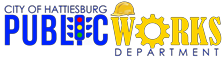 CITY OF HATTIESBURG
PUBLIC WORKS
DEPARTMENT